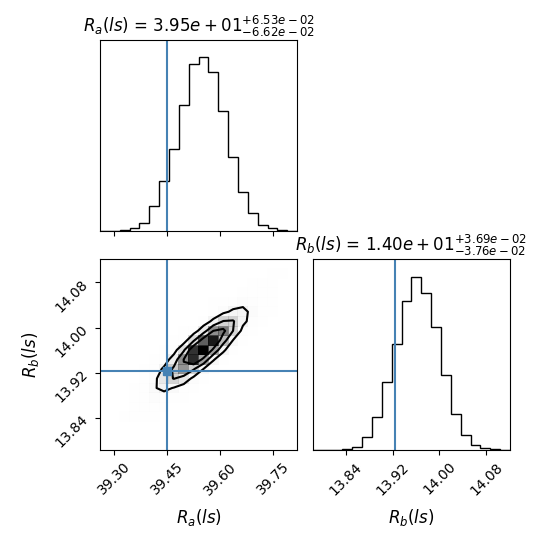 R_a(ls) = 3.95e + 01^{+6.53e−02}_{−6.62e−02}
R_b(ls) = 1.40e + 01^{+3.69e−02}_{−3.76e−02}
R_b(ls)
14.08
14.00
13.92
13.84
39.30 39.45 39.60 39.75
13.84 13.92 14.00 14.08
R_a(ls) R_b(ls)